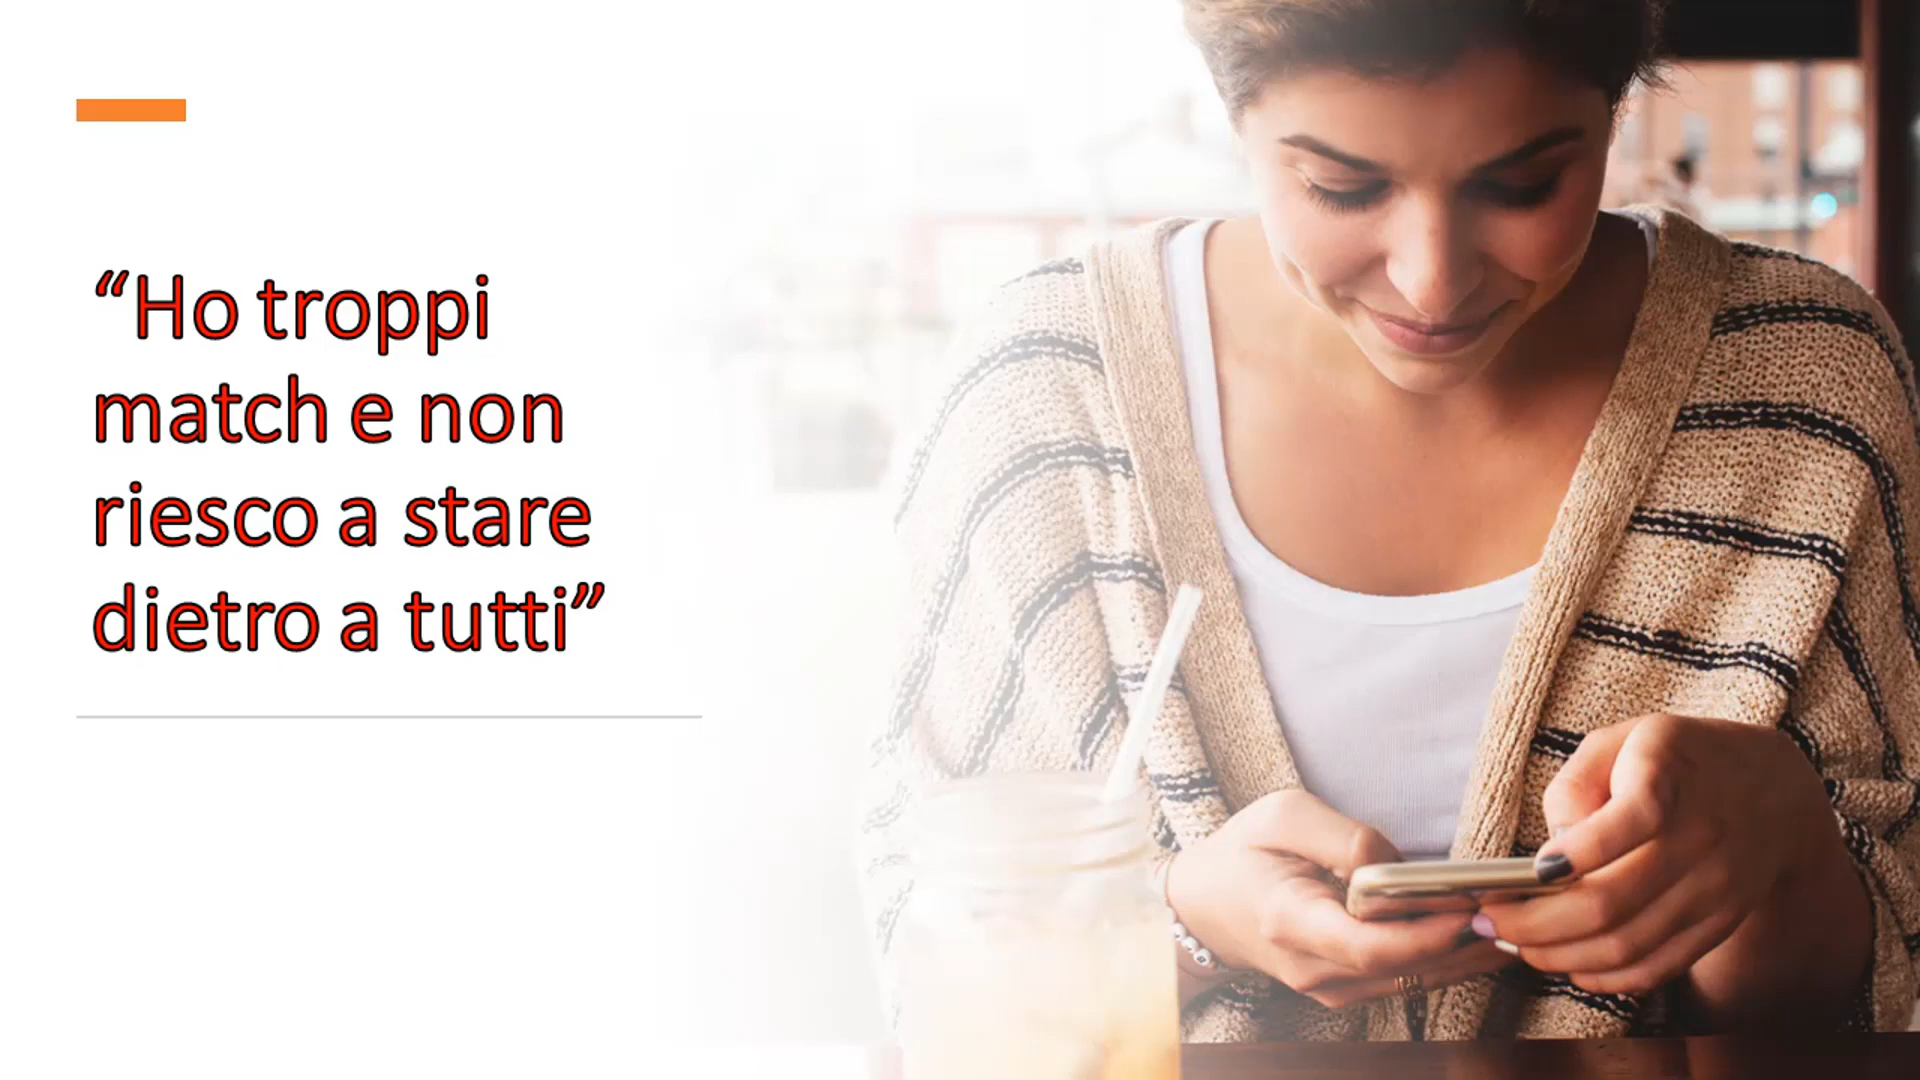 “Ho troppi
match e non
riesco a stare
dietro a tutti”